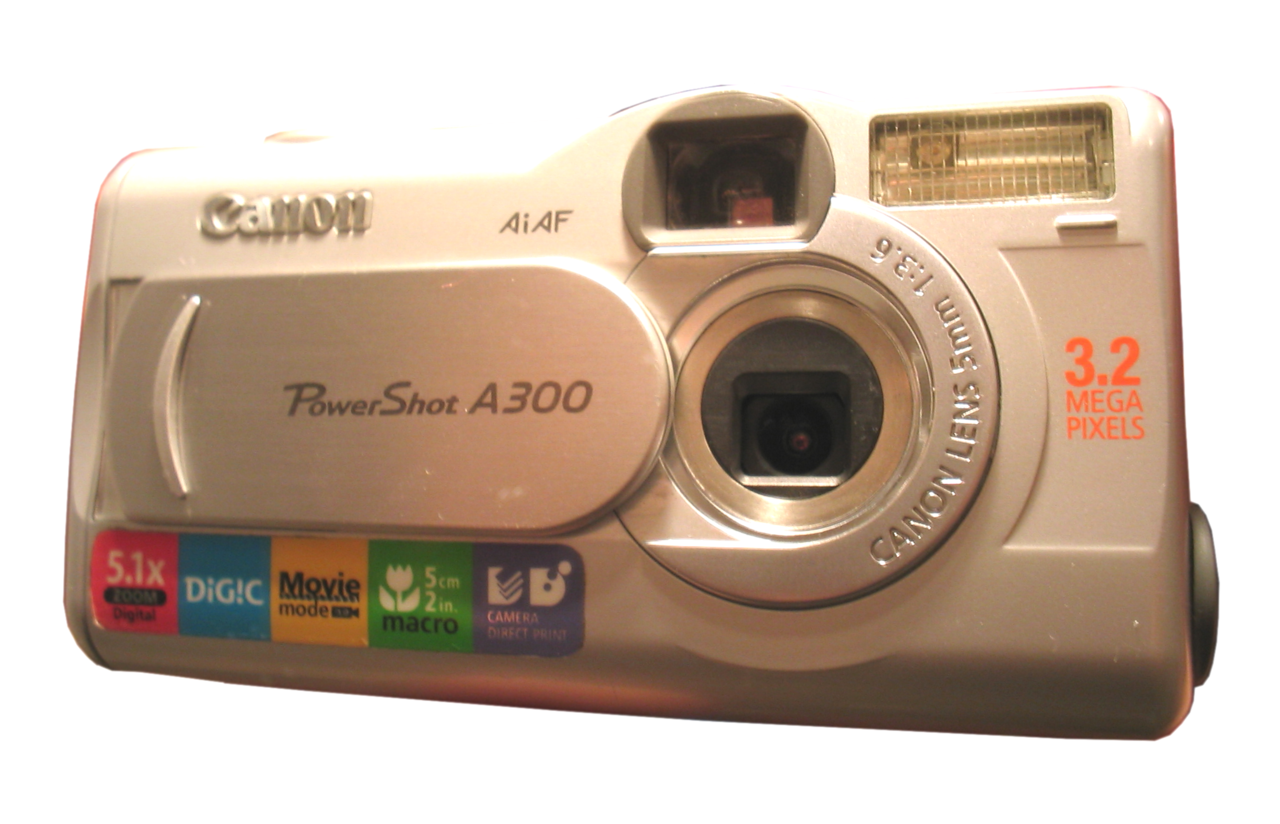 Canon
AiAF
PowerShot A300
CANON LENS 5mm 1:3.6
3.2
MEGA
PIXELS
5.1x
ZOOM
Digital
DiG!C
Movie
mode
5cm
2in.
macro
CAMERA
DIRECT PRINT